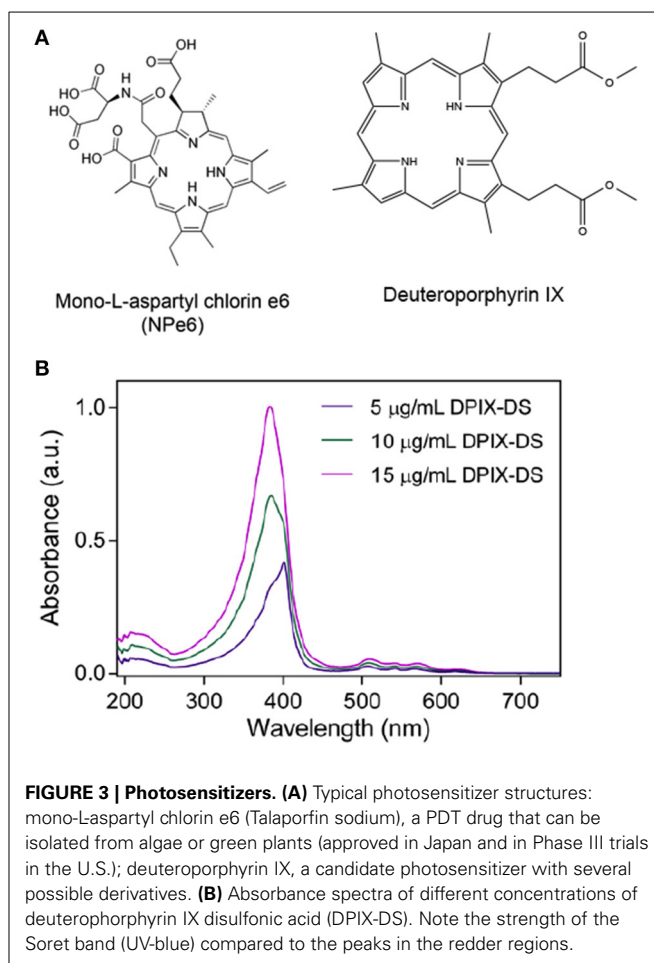 A
OH
O
O
HO
H
N
O
HO
O
O
HO
N
N
HN
H
N
Mono-L-aspartyl chlorin e6
(NPe6)
O
O
N
HN
NH
N
O
O
Deuteroporphyrin IX
B
Absorbance (a.u.)
1.0
0.5
0.0
5 µg/mL DPIX-DS
10 µg/mL DPIX-DS
15 µg/mL DPIX-DS
200 300 400 500 600 700
Wavelength (nm)
FIGURE 3 | Photosensitizers. (A) Typical photosensitizer structures:
mono-L-aspartyl chlorin e6 (Talaporfin sodium), a PDT drug that can be
isolated from algae or green plants (approved in Japan and in Phase III trials
in the U.S.); deuteroporphyrin IX, a candidate photosensitizer with several
possible derivatives. (B) Absorbance spectra of different concentrations of
deuterophorphyrin IX disulfonic acid (DPIX-DS). Note the strength of the
Soret band (UV-blue) compared to the peaks in the redder regions.